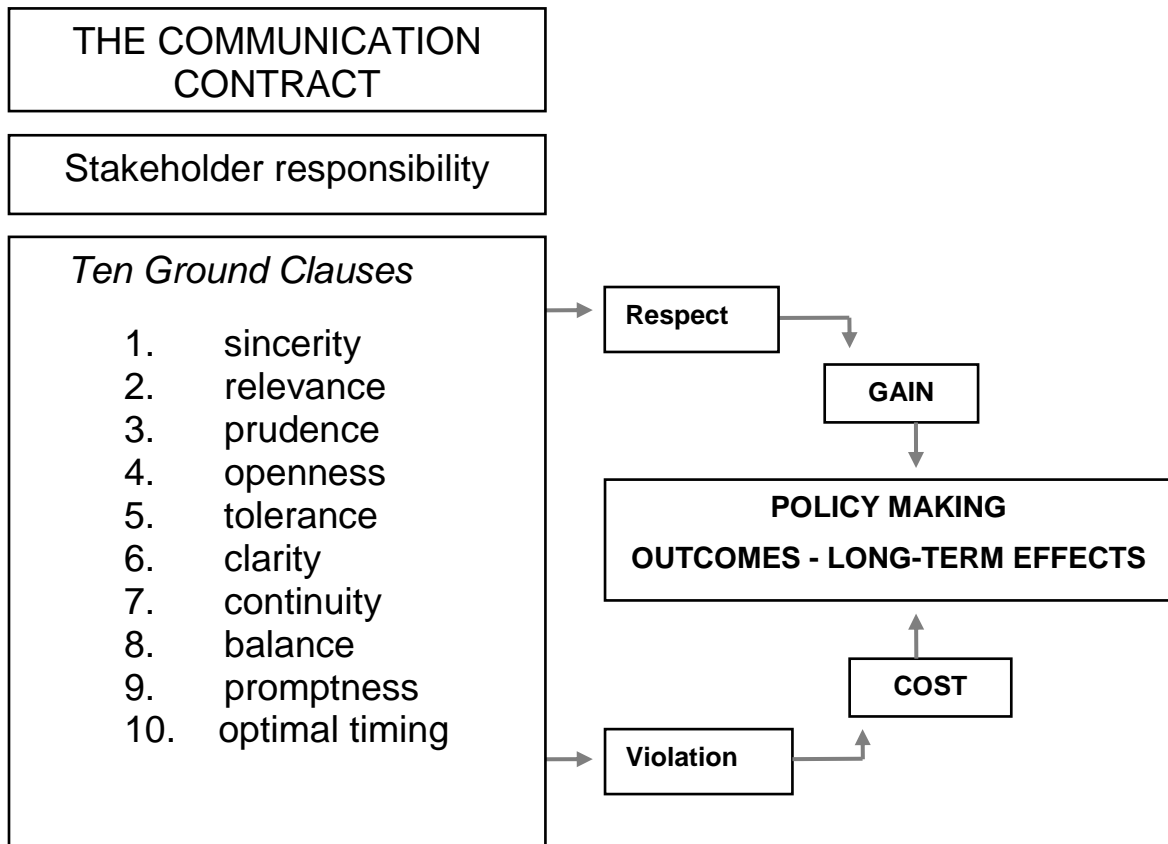 THE COMMUNICATION
CONTRACT
Stakeholder responsibility
Ten Ground Clauses
1. sincerity
2. relevance
3. prudence
4. openness
5. tolerance
6. clarity
7. continuity
8. balance
9. promptness
10. optimal timing
Respect
GAIN
POLICY MAKING
OUTCOMES - LONG-TERM EFFECTS
COST
Violation